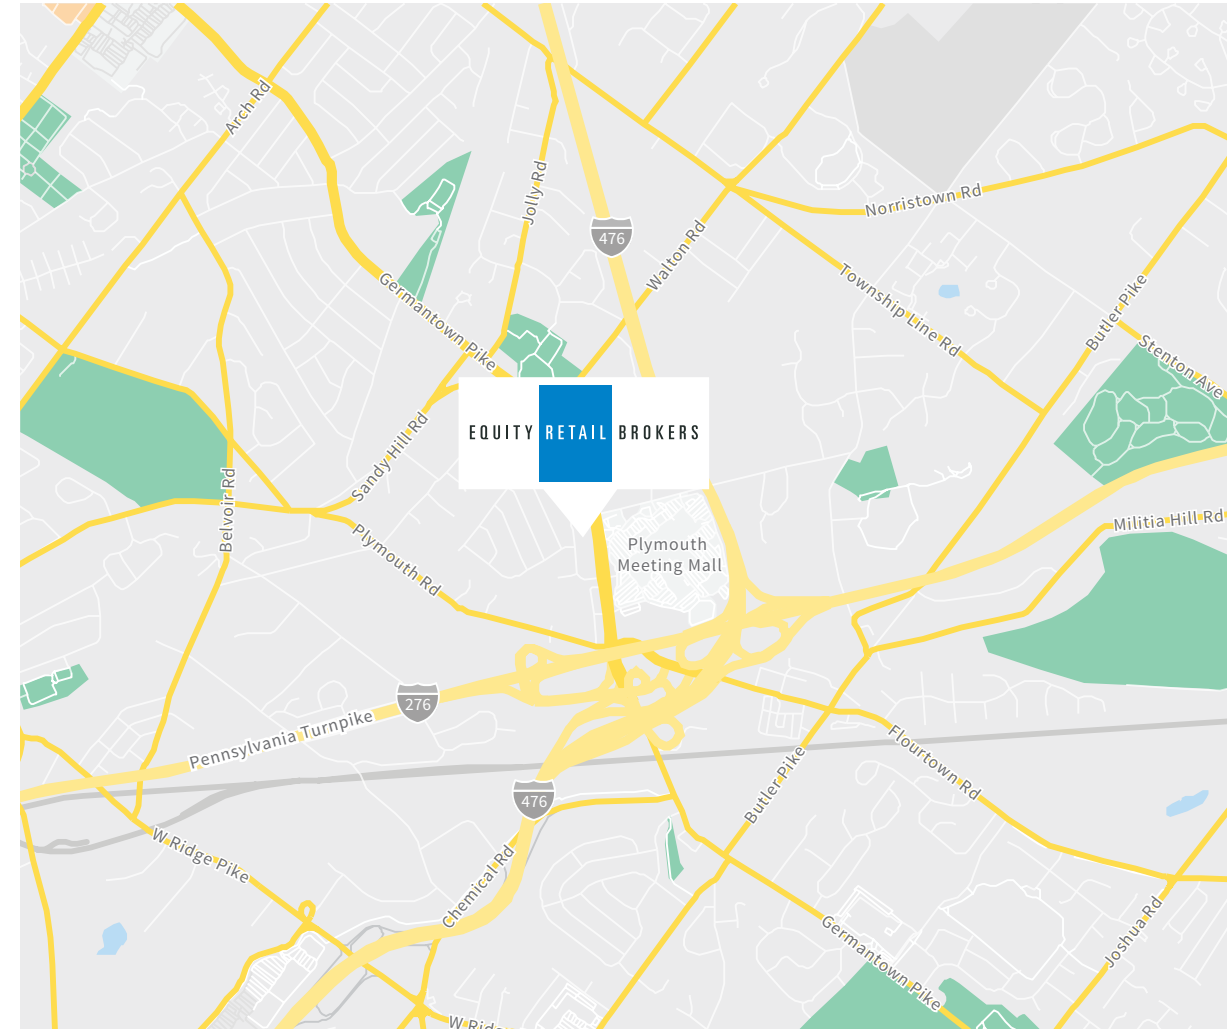 Arch Rd
Jolly Rd
Norristown Rd
476
Walton Rd
Germantown Pike
Township Line Rd
Butler Pike
Stenton Ave
EQUITY RETAIL BROKERS
Sandy Hill Rd
Belvoir Rd
Militia Hill Rd
Plymouth Rd
Plymouth
Meeting Mall
276
Pennsylvania Turnpike
Flourtown Rd
Butler Pike
476
W Ridge Pike
Chemical Rd
Germantown Pike
Joshua Rd
W Ridge